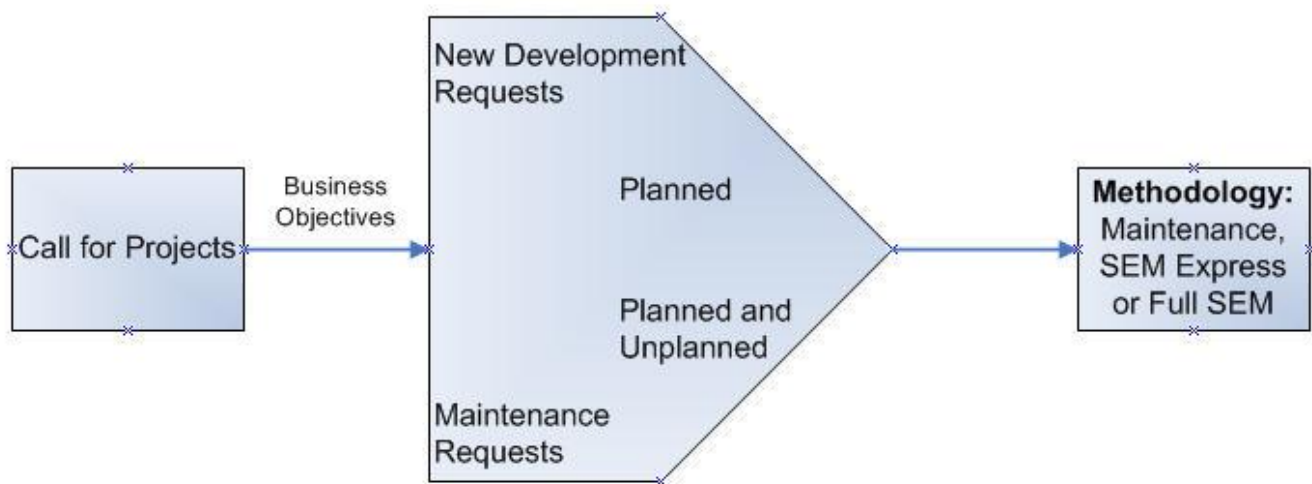 New Development
Requests
Planned
Business
Objectives
Call for Projects
Methodology:
Maintenance,
SEM Express
or Full SEM
Planned and
Unplanned
Maintenance
Requests